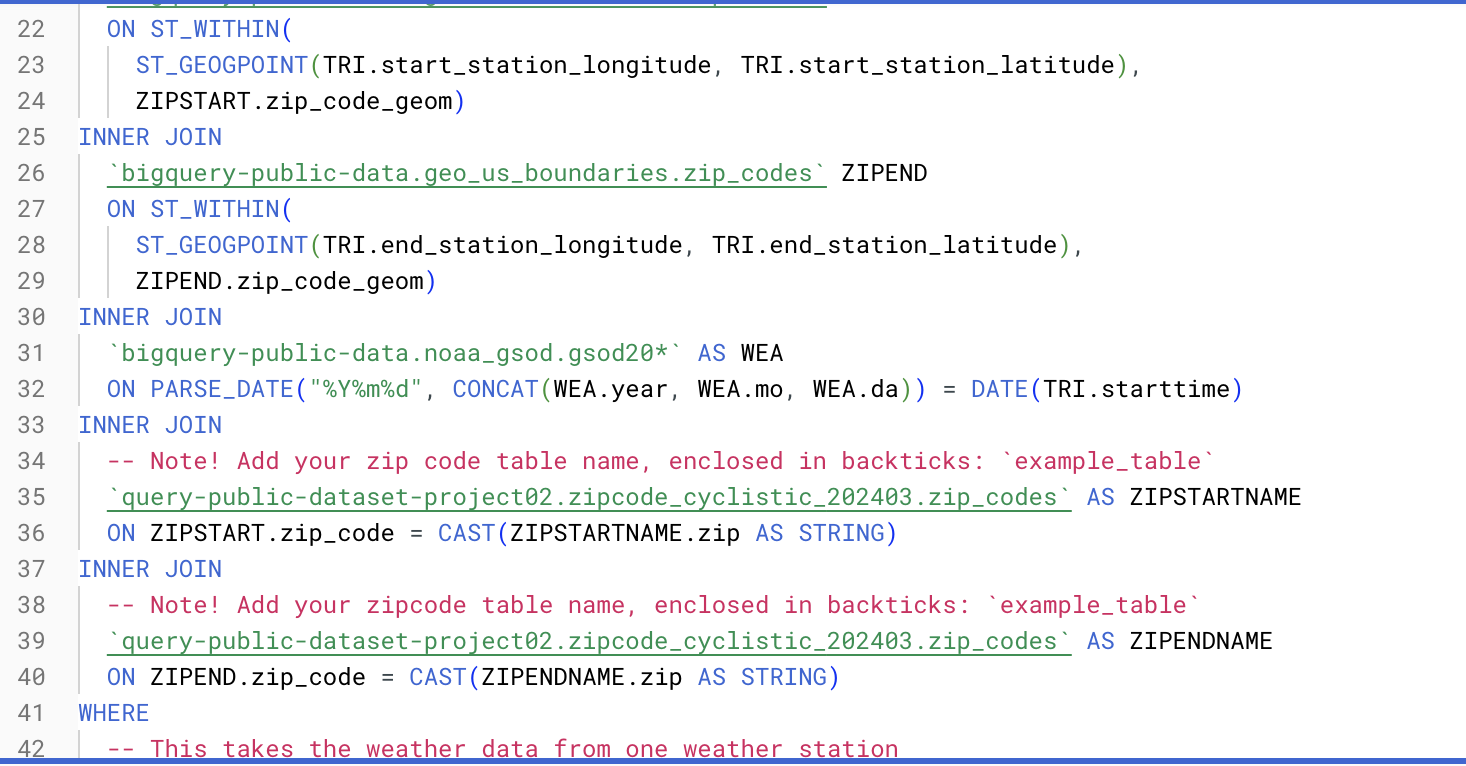 22 ON ST_WITHIN(
23 ST_GEOGPOINT(TRI.start_station_longitude, TRI.start_station_latitude),
24 ZIPSTART.zip_code_geom)
25 INNER JOIN
26 `bigquery-public-data.geo_us_boundaries.zip_codes` ZIPEND
27 ON ST_WITHIN(
28 ST_GEOGPOINT(TRI.end_station_longitude, TRI.end_station_latitude),
29 ZIPEND.zip_code_geom)
30 INNER JOIN
31 `bigquery-public-data.noaa_gsod.gsod20*` AS WEA
32 ON PARSE_DATE("%Y%m%d", CONCAT(WEA.year, WEA.mo, WEA.da)) = DATE(TRI.starttime)
33 INNER JOIN
34 -- Note! Add your zip code table name, enclosed in backticks: `example_table`
35 `query-public-dataset-project02.zipcode_cyclistic_202403.zip_codes` AS ZIPSTARTNAME
36 ON ZIPSTART.zip_code = CAST(ZIPSTARTNAME.zip AS STRING)
37 INNER JOIN
38 -- Note! Add your zipcode table name, enclosed in backticks: `example_table`
39 `query-public-dataset-project02.zipcode_cyclistic_202403.zip_codes` AS ZIPENDNAME
40 ON ZIPEND.zip_code = CAST(ZIPENDNAME.zip AS STRING)
41 WHERE
42 -- This takes the weather data from one weather station